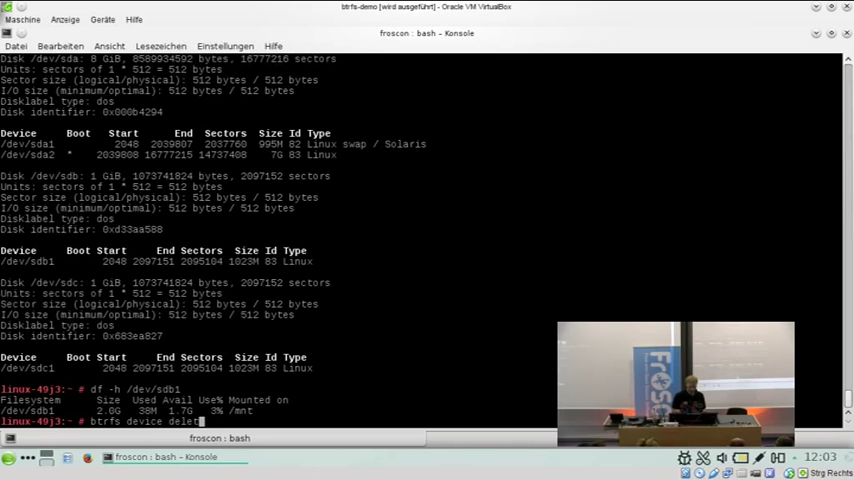 btrfs-demo [wird ausgeführt] - Oracle VM VirtualBox
Maschine Anzeige Geräte Hilfe
froscon : bash – Konsole
Datei Bearbeiten Ansicht Lesezeichen Einstellungen Hilfe
Disk /dev/sda: 8 GiB, 8589934592 bytes, 16777216 sectors
Units: sectors of 1 * 512 = 512 bytes
Sector size (logical/physical): 512 bytes / 512 bytes
I/O size (minimum/optimal): 512 bytes / 512 bytes
Disklabel type: dos
Disk identifier: 0x000b4294
Device Boot Start End Sectors Size Id Type
/dev/sda1 2048 2039807 2037760 995M 82 Linux swap / Solaris
/dev/sda2 * 2039808 16777215 14737408 7G 83 Linux
Disk /dev/sdb: 1 GiB, 1073741824 bytes, 2097152 sectors
Units: sectors of 1 * 512 = 512 bytes
Sector size (logical/physical): 512 bytes / 512 bytes
I/O size (minimum/optimal): 512 bytes / 512 bytes
Disklabel type: dos
Disk identifier: 0xd33aa588
Device Boot Start End Sectors Size Id Type
/dev/sdb1 2048 2097151 2095104 1023M 83 Linux
Disk /dev/sdc: 1 GiB, 1073741824 bytes, 2097152 sectors
Units: sectors of 1 * 512 = 512 bytes
Sector size (logical/physical): 512 bytes / 512 bytes
I/O size (minimum/optimal): 512 bytes / 512 bytes
Disklabel type: dos
Disk identifier: 0x683ea827
Device Boot Start End Sectors Size Id Type
/dev/sdc1 2048 2097151 2095104 1023M 83 Linux
linux-49j3:~ # df -h /dev/sdb1
Filesystem Size Used Avail Use% Mounted on
/dev/sdb1 2.0G 38M 1.7G 3% /mnt
linux-49j3:~ # btrfs device delet
froscon : bash
froscon : bash – Konsole
12:03
Strg Rechts